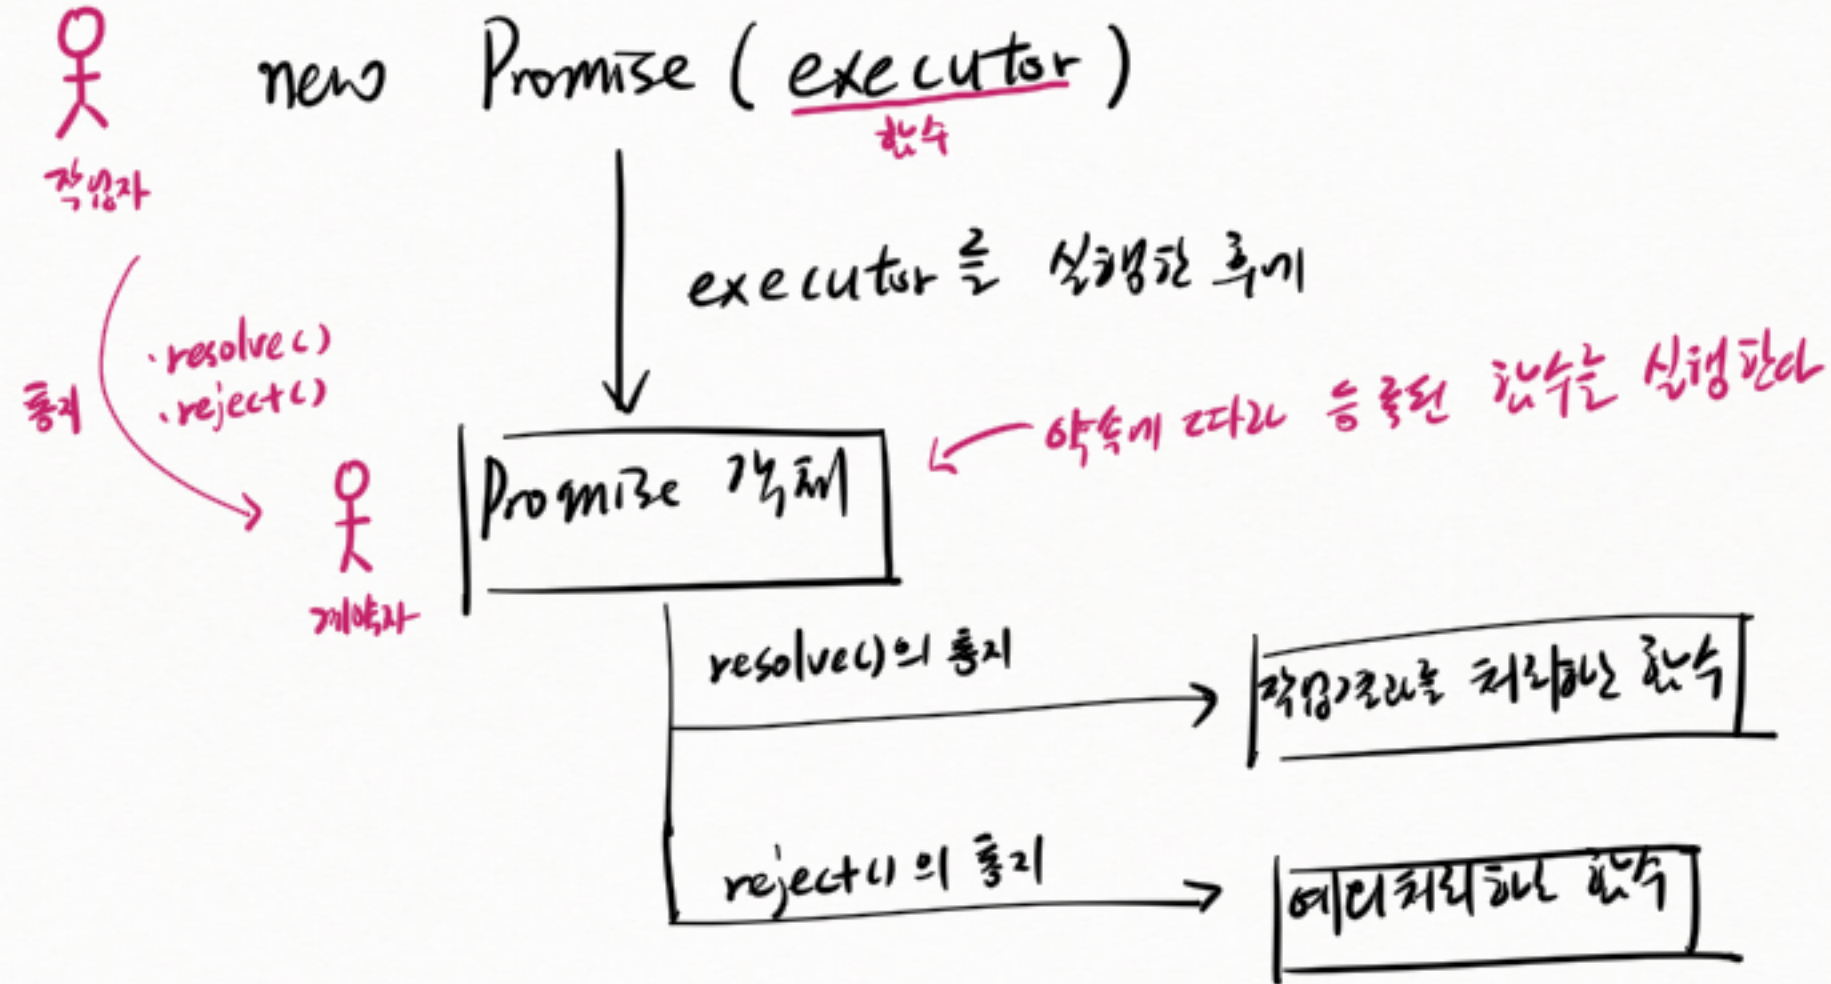 new Promise ( executor )
함수
작업자
executor를 실행한 후에
· resolve()
· reject()
통지
약속에 따라 등록된 함수를 실행한다
Promise 객체
계약자
resolve()의 통지
작업결과를 처리하는 함수
reject()의 통지
에러처리하는 함수